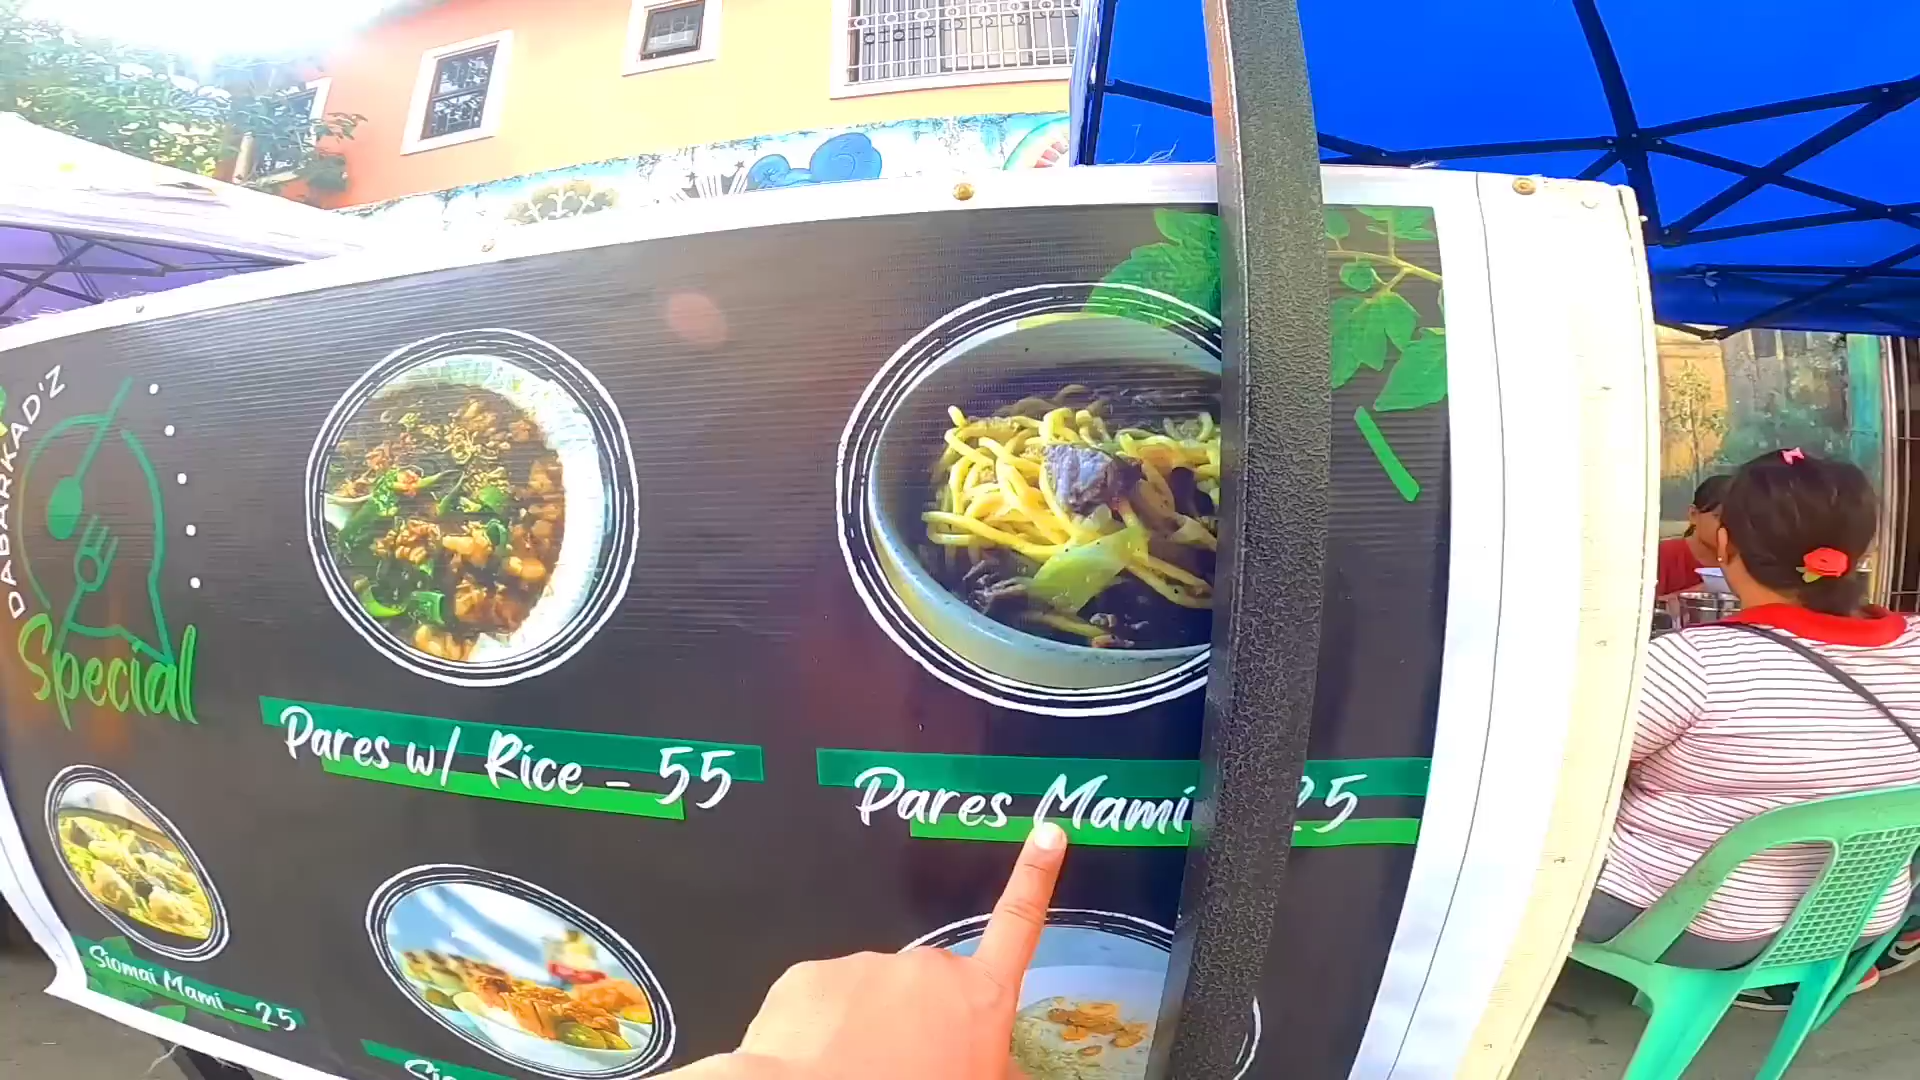 DABARKAD'Z
Special
Pares w/ Rice - 55
Pares Mami 25
Siomai Mami - 25